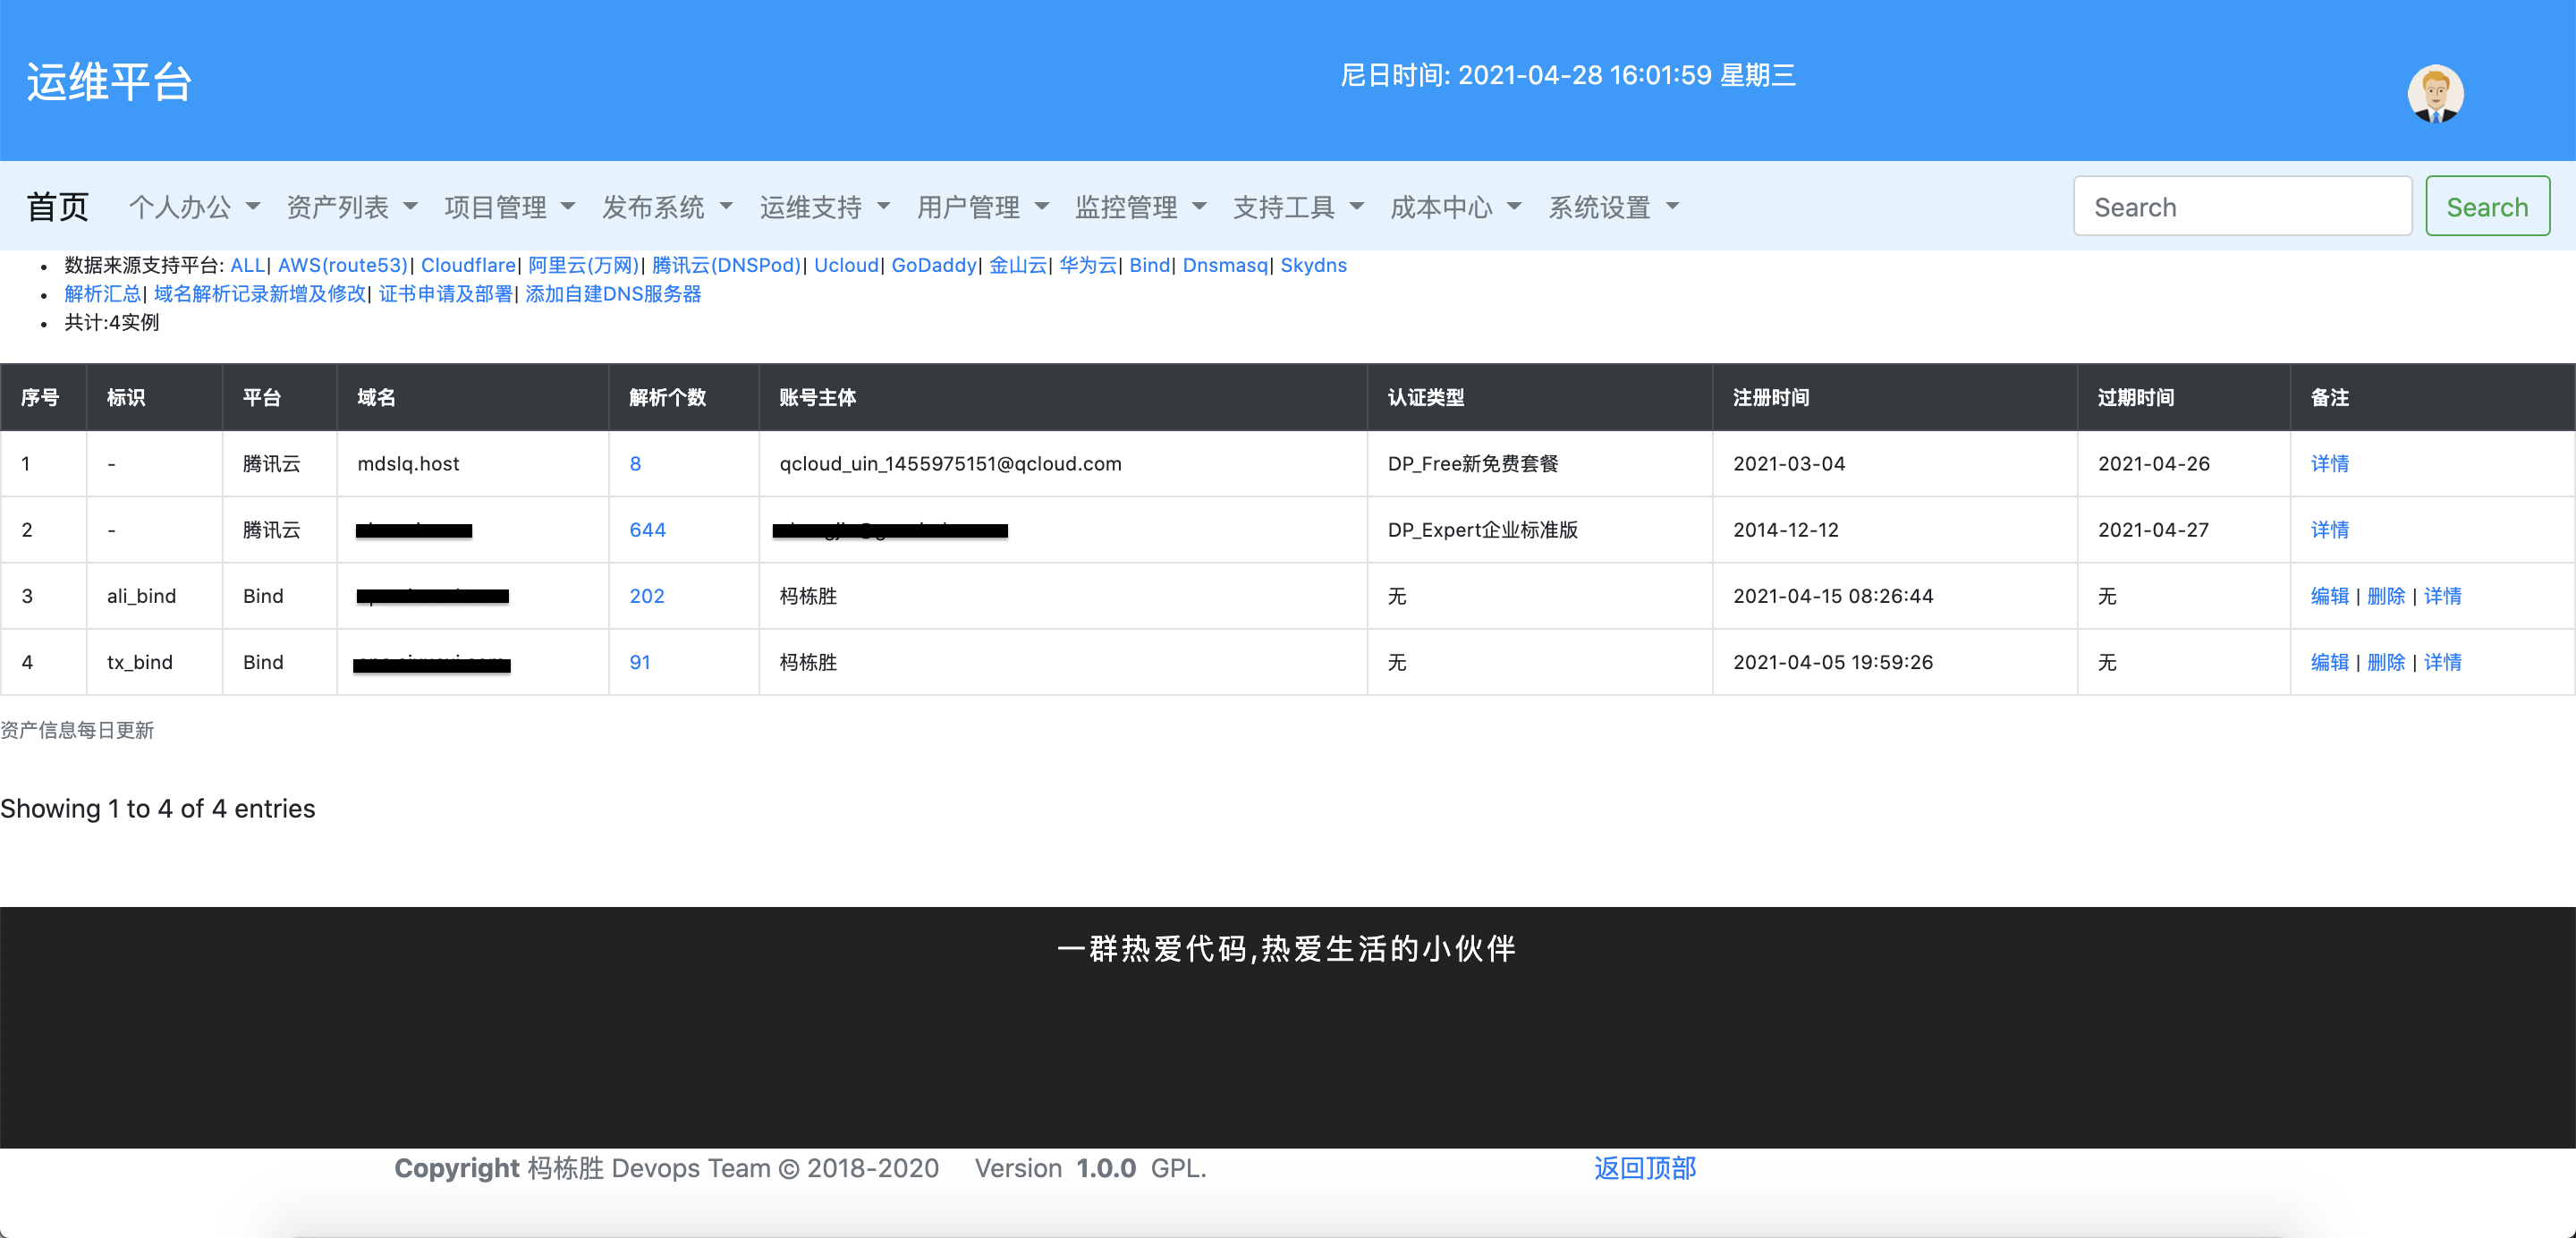 运维平台
尼日时间: 2021-04-28 16:01:59 星期三
首页 个人办公 资产列表 项目管理 发布系统 运维支持 用户管理 监控管理 支持工具 成本中心 系统设置 Search Search
数据来源支持平台: ALL| AWS(route53)| Cloudflare| 阿里云(万网)| 腾讯云(DNSPod)| Ucloud| GoDaddy| 金山云| 华为云| Bind| Dnsmasq| Skydns
解析汇总| 域名解析记录新增及修改| 证书申请及部署| 添加自建DNS服务器
共计:4实例
序号 标识 平台 域名 解析个数 账号主体 认证类型 注册时间 过期时间 备注
1 - 腾讯云 mdslq.host 8 qcloud_uin_1455975151@qcloud.com DP_Free新免费套餐 2021-03-04 2021-04-26 详情
2 - 腾讯云 644 DP_Expert企业标准版 2014-12-12 2021-04-27 详情
3 ali_bind Bind 202 杩栋胜 无 2021-04-15 08:26:44 无 编辑 | 删除 | 详情
4 tx_bind Bind 91 杩栋胜 无 2021-04-05 19:59:26 无 编辑 | 删除 | 详情
资产信息每日更新
Showing 1 to 4 of 4 entries
一群热爱代码,热爱生活的小伙伴
Copyright 杩栋胜 Devops Team © 2018-2020 Version 1.0.0 GPL. 返回顶部